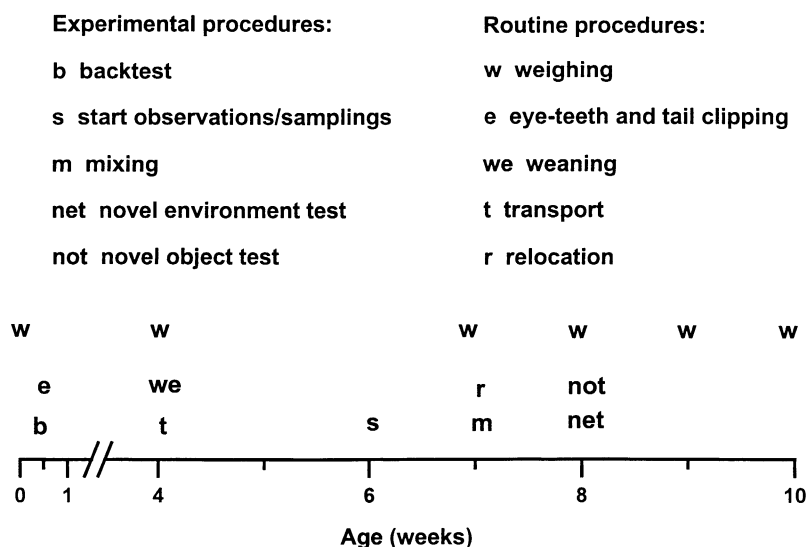 Experimental procedures:
b backtest
s start observations/samplings
m mixing
net novel environment test
not novel object test
Routine procedures:
w weighing
e eye-teeth and tail clipping
we weaning
t transport
r relocation
w w w w w w
e we r not
b t s m net
0 1 4 6 8 10
Age (weeks)